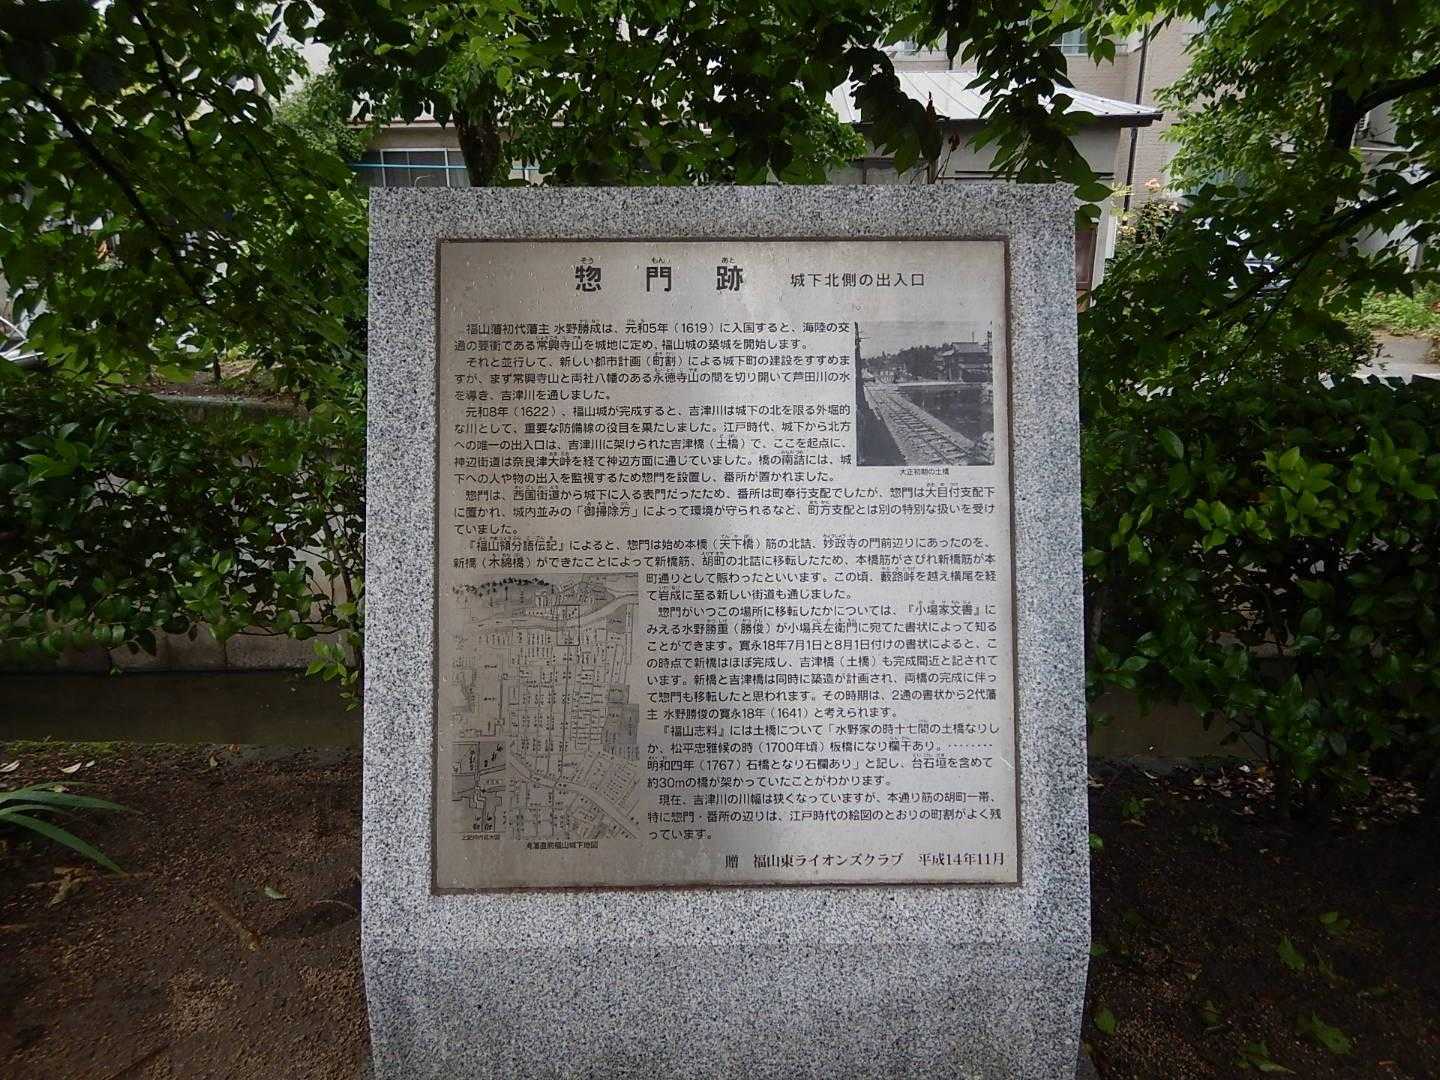 惣門跡 城下北側の出入口
福山藩初代藩主 水野勝成は、元和5年（1619）に入国すると、海陸の交
通の要衝である常興寺山を城地に定め、福山城の築城を開始します。
それと並行して、新しい都市計画（町割）による城下町の建設をすすめま
すが、まず常興寺山と両社八幡のある永徳寺山の間を切り開いて芦田川の水
を導き、吉津川を通しました。
元和8年（1622）、福山城が完成すると、吉津川は城下の北を限る外堀的
な川として、重要な防備線の役目を果たしました。江戸時代、城下から北方
への唯一の出入口は、吉津川に架けられた吉津橋（土橋）で、ここを起点に、
神辺街道は奈良津大峠を経て神辺方面に通じていました。橋の南詰には、城
下への人や物の出入を監視するため惣門を設置し、番所が置かれました。
惣門は、西国街道から城下に入る表門だったため、番所は町奉行支配でしたが、惣門は大目付支配下
に置かれ、城内並みの「御掃除方」によって環境が守られるなど、町方支配とは別の特別な扱いを受け
ていました。
『福山領分語伝記』によると、惣門は始め本橋（天下橋）筋の北詰、妙政寺の門前辺りにあったのを、
新橋（木綿橋）ができたことによって新橋筋、胡町の北詰に移転したため、本橋筋がさびれ新橋筋が本
町通りとして賑わったといいます。この頃、藪路峠を越え横尾を経
て岩成に至る新しい街道も通じました。
惣門がいつこの場所に移転したかについては、『小場家文書』に
みえる水野勝重（勝俊）が小場兵左衛門に宛てた書状によって知る
ことができます。寛永18年7月1日と8月1日付けの書状によると、こ
の時点で新橋はほぼ完成し、吉津橋（土橋）も完成間近と記されて
います。新橋と吉津橋は同時に築造が計画され、両橋の完成に伴っ
て惣門も移転したと思われます。その時期は、2通の書状から2代藩
主 水野勝俊の寛永18年（1641）と考えられます。
『福山志料』には土橋について「水野家の時十七間の土橋なりし
か、松平忠雅候の時（1700年頃）板橋になり欄干あり。‥‥‥‥
明和四年（1767）石橋となり石欄あり」と記し、台石垣を含めて
約30mの橋が架かっていたことがわかります。
現在、吉津川の川幅は狭くなっていますが、本通り筋の胡町一帯、
特に惣門・番所の辺りは、江戸時代の絵図のとおりの町割がよく残
っています。
大正初期の土橋
上記枠内拡大図
廃藩直前福山城下地図
贈 福山東ライオンズクラブ 平成14年11月